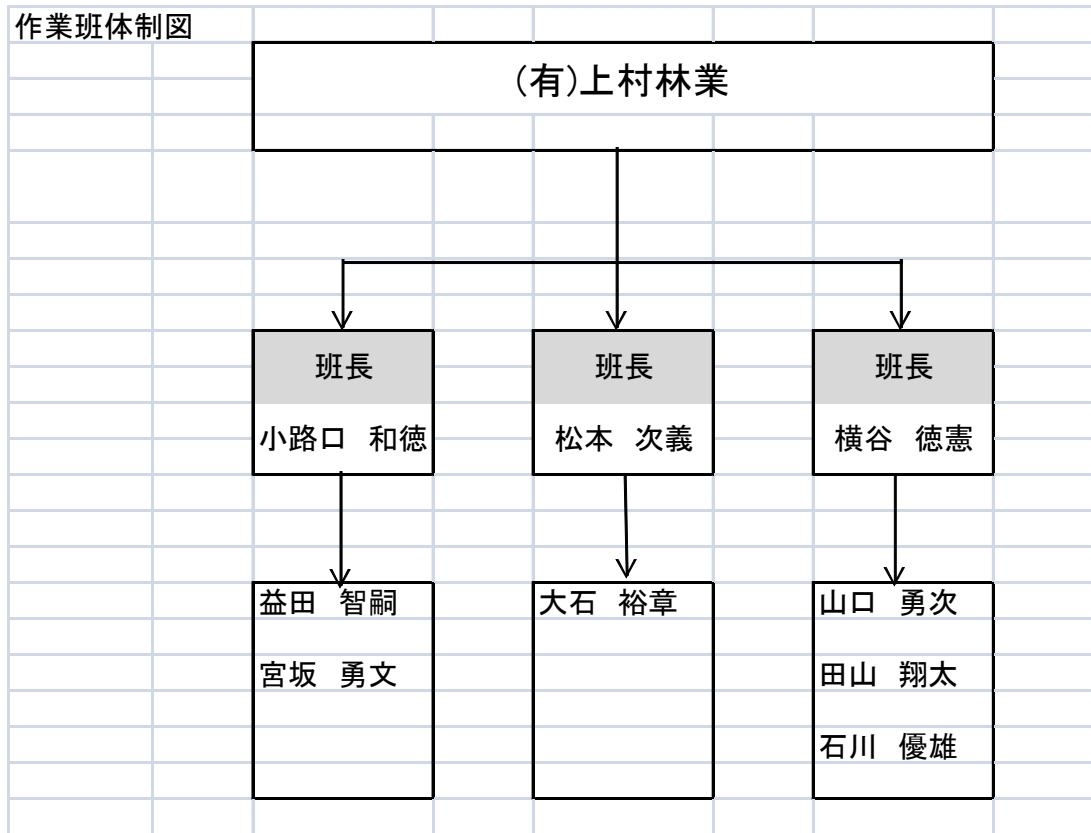 作業班体制図
(有)上村林業
班長 班長 班長
小路口 和徳 松本 次義 横谷 徳憲
益田 智嗣 大石 裕章 山口 勇次
宮坂 勇文 田山 翔太
石川 優雄